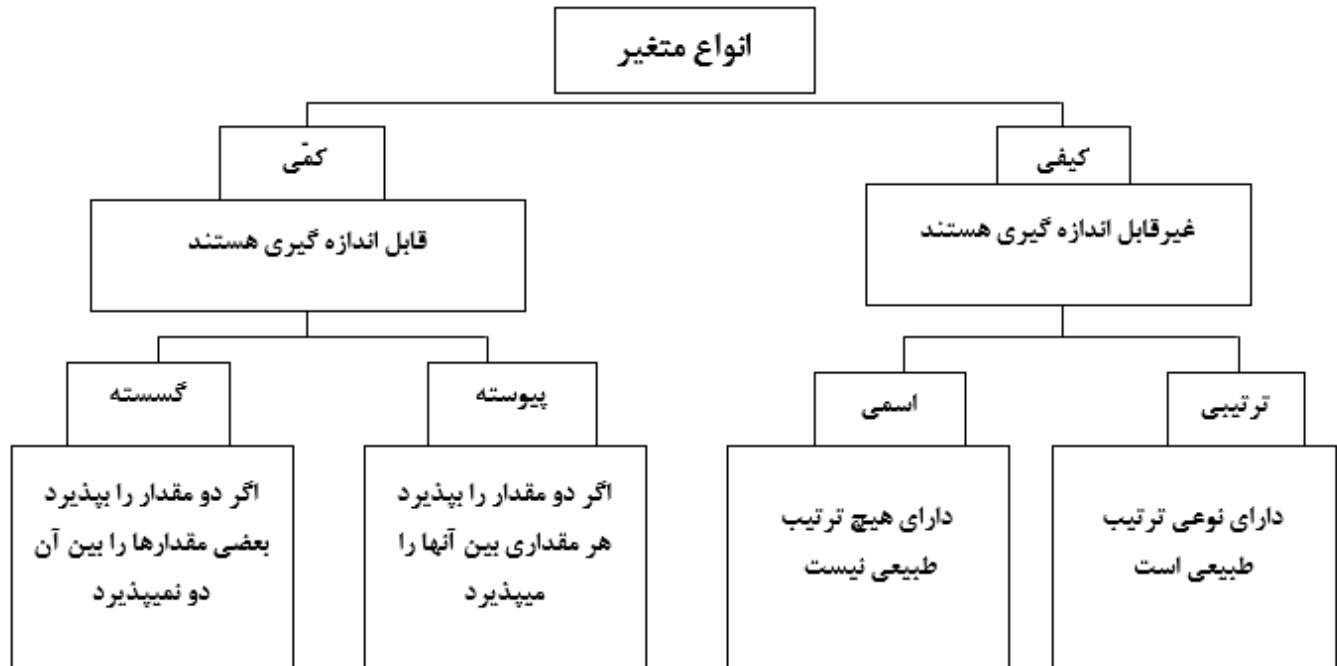 انواع متغیر
کیفی
کمّی
غیرقابل اندازه گیری هستند
قابل اندازه گیری هستند
ترتیبی
اسمی
پیوسته
گسسته
دارای نوعی ترتیب
طبیعی است
دارای هیچ ترتیب
طبیعی نیست
اگر دو مقدار را بپذیرد
هر مقداری بین آنها را
میپذیرد
اگر دو مقدار را بپذیرد
بعضی مقدارها را بین آن
دو نمیپذیرد